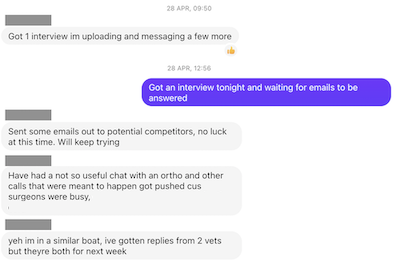 28 APR, 09:50
Got 1 interview im uploading and messaging a few more
28 APR, 12:56
Got an interview tonight and waiting for emails to be
answered
Sent some emails out to potential competitors, no luck
at this time. Will keep trying
Have had a not so useful chat with an ortho and other
calls that were meant to happen got pushed cus
surgeons were busy,
.
yeh im in a similar boat, ive gotten replies from 2 vets
but theyre both for next week